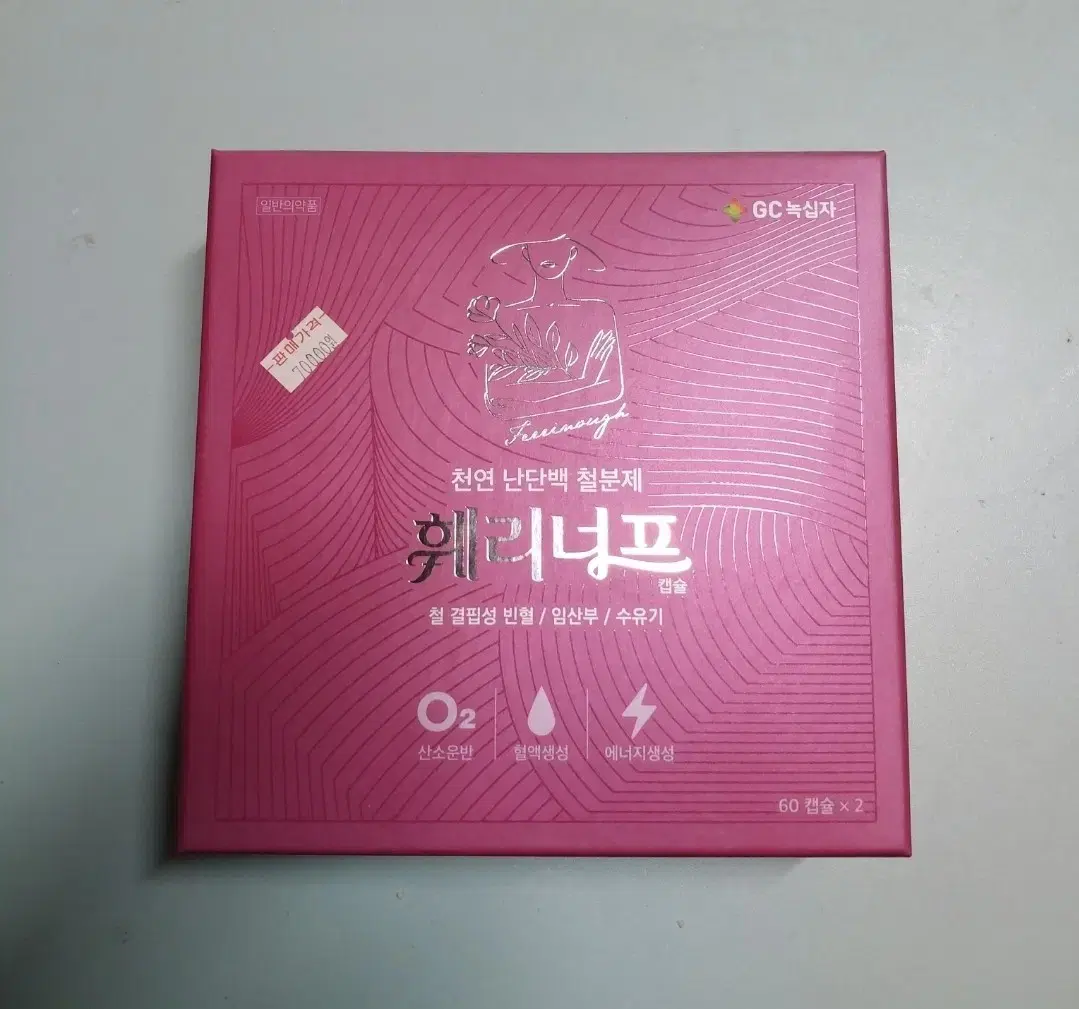 일반의약품
GC 녹십자
판매가격
70,000원
Ferrinough
천연 난단백 철분제
훼리너프
캡슐
철 결핍성 빈혈 / 임산부 / 수유기
O2
산소운반
혈액생성
에너지생성
60 캡슐 × 2